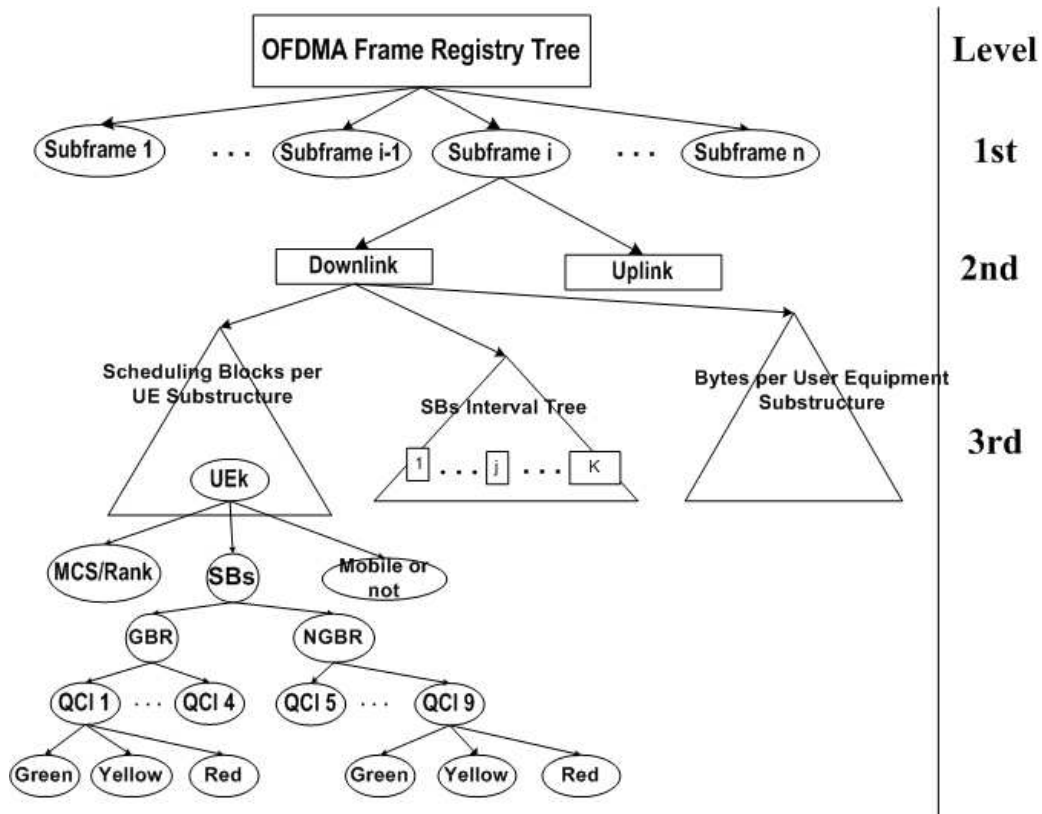 OFDMA Frame Registry Tree
Level
Subframe 1
. . .
Subframe i-1
Subframe i
. . .
Subframe n
1st
Downlink
Uplink
2nd
Scheduling Blocks per
UE Substructure
SBs Interval Tree
Bytes per User Equipment
Substructure
3rd
1
. . .
j
. . .
K
UEk
MCS/Rank
SBs
Mobile or
not
GBR
NGBR
QCI 1
. . .
QCI 4
QCI 5
. . .
QCI 9
Green
Yellow
Red
Green
Yellow
Red